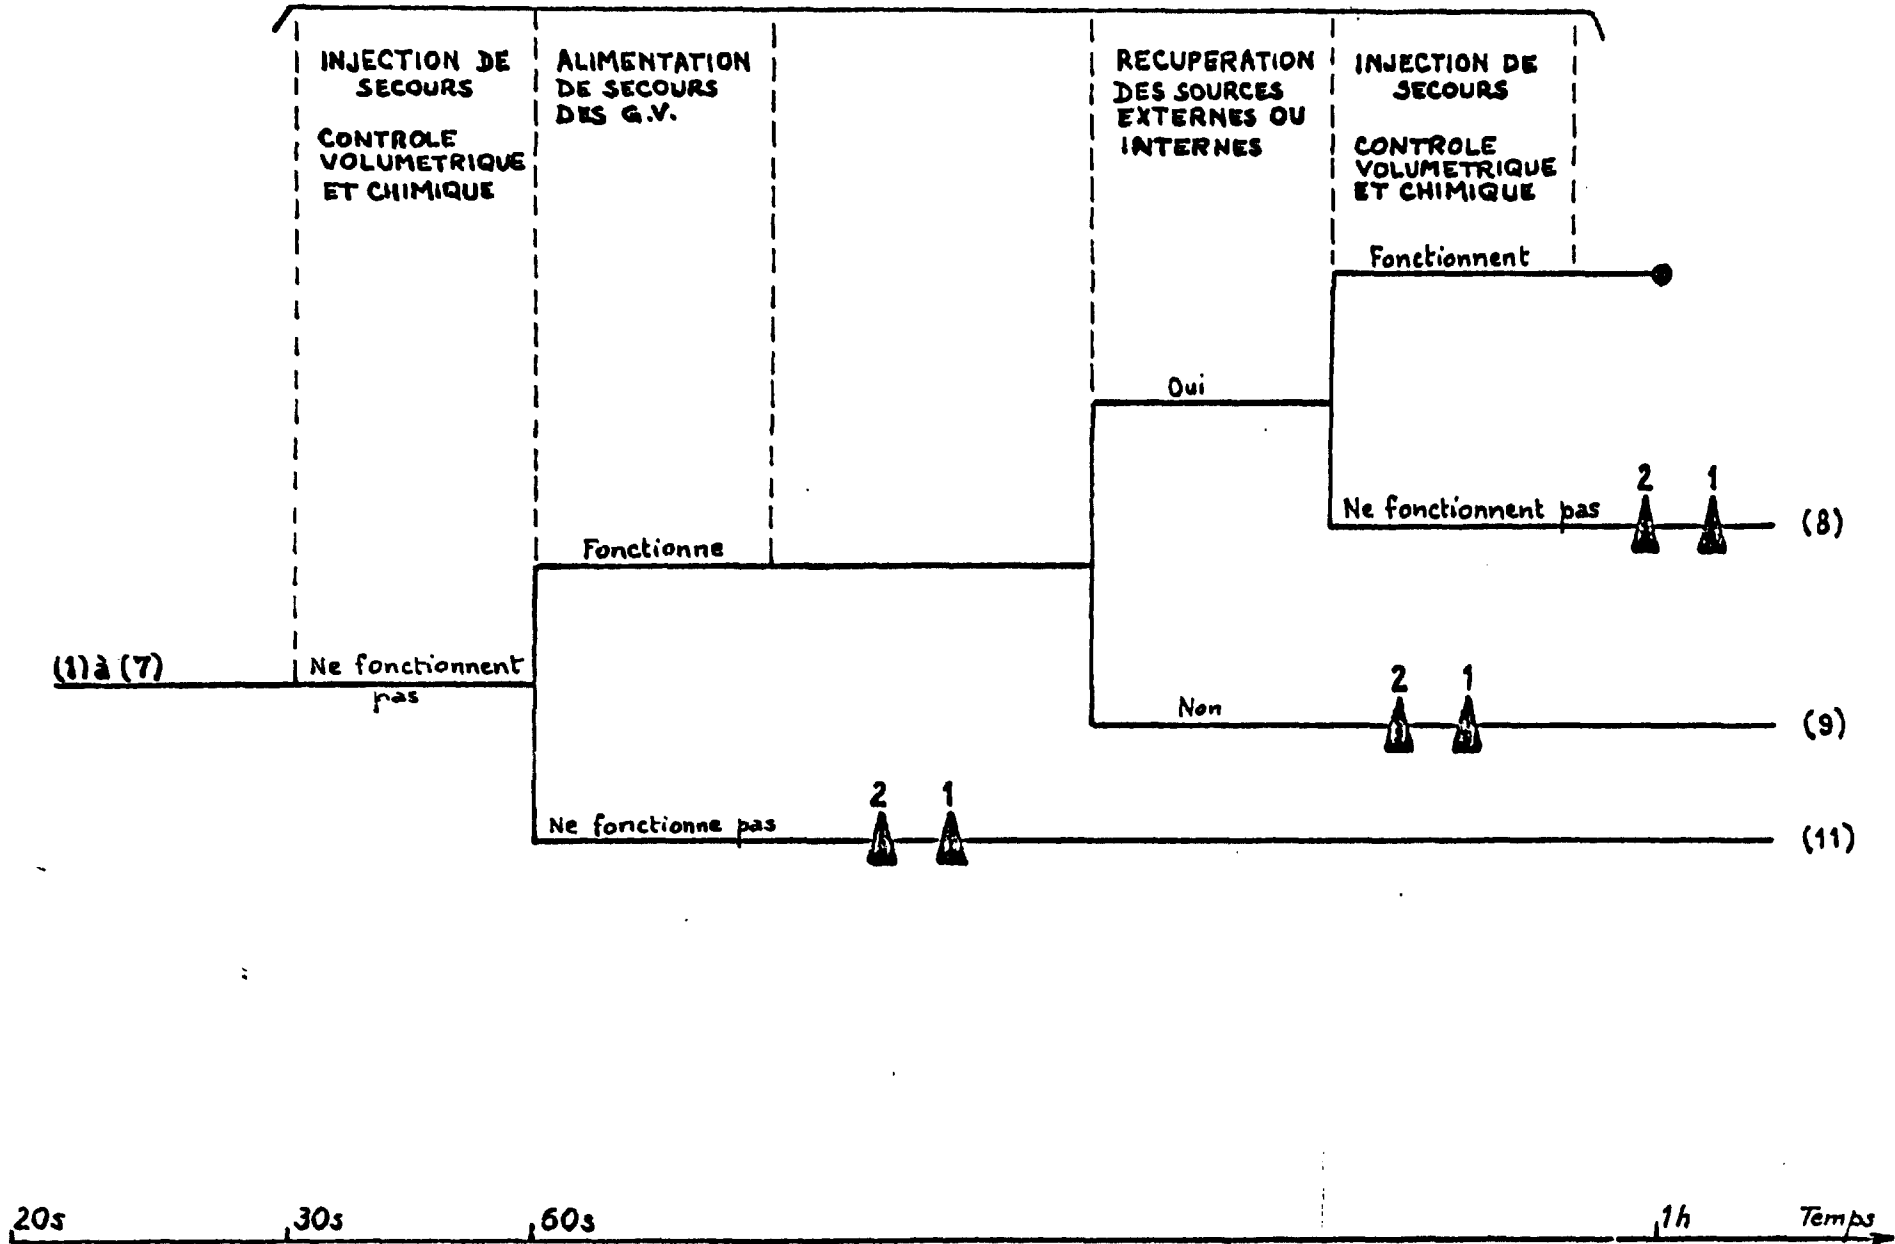 INJECTION DE
SECOURS
CONTROLE
VOLUMETRIQUE
ET CHIMIQUE
ALIMENTATION
DE SECOURS
DES G.V.
RECUPERATION
DES SOURCES
EXTERNES OU
INTERNES
INJECTION DE
SECOURS
CONTROLE
VOLUMETRIQUE
ET CHIMIQUE
Fonctionnent
Oui
Ne fonctionnent pas
2 1
(8)
Fonctionne
(1) à (7)
Ne fonctionnent
pas
Non
2 1
(9)
Ne fonctionne pas
2 1
(11)
20s
30s
60s
1h
Temps